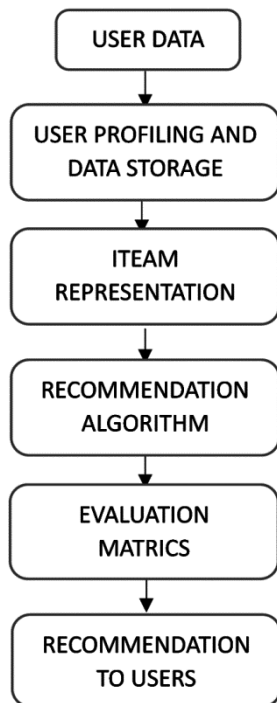 USER DATA
USER PROFILING AND
DATA STORAGE
ITEAM
REPRESENTATION
RECOMMENDATION
ALGORITHM
EVALUATION
MATRICS
RECOMMENDATION
TO USERS